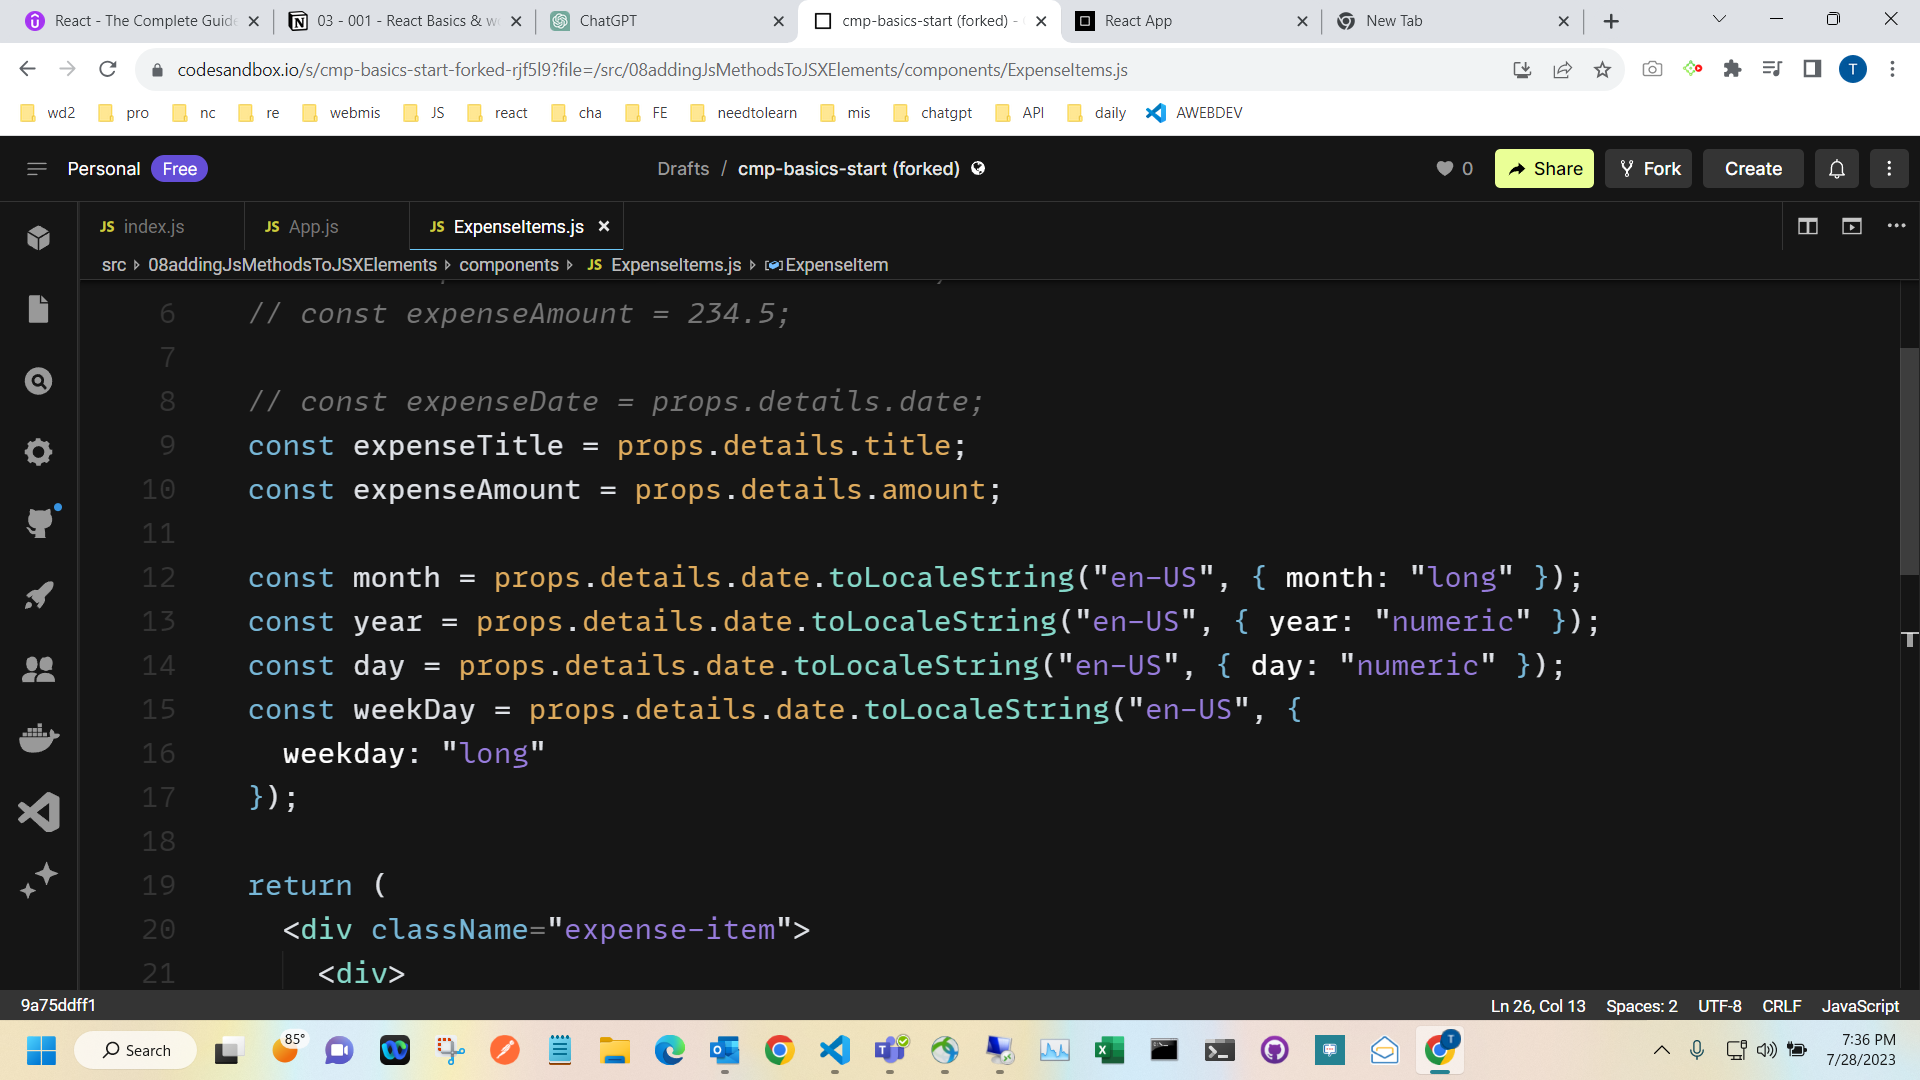 React - The Complete Guide
03 - 001 - React Basics & wo
ChatGPT
cmp-basics-start (forked) -
React App
New Tab
codesandbox.io/s/cmp-basics-start-forked-rjf5l9?file=/src/08addingJsMethodsToJSXElements/components/ExpenseItems.js
T
wd2
pro
nc
re
webmis
JS
react
cha
FE
needtolearn
mis
chatgpt
API
daily
AWEBDEV
Personal Free
Drafts / cmp-basics-start (forked)
0
Share
Fork
Create
JS index.js
JS App.js
JS ExpenseItems.js
src 08addingJsMethodsToJSXElements components JS ExpenseItems.js ExpenseItem
6 // const expenseAmount = 234.5;
7
8 // const expenseDate = props.details.date;
9 const expenseTitle = props.details.title;
10 const expenseAmount = props.details.amount;
11
12 const month = props.details.date.toLocaleString("en-US", { month: "long" });
13 const year = props.details.date.toLocaleString("en-US", { year: "numeric" });
14 const day = props.details.date.toLocaleString("en-US", { day: "numeric" });
15 const weekDay = props.details.date.toLocaleString("en-US", {
16 weekday: "long"
17 });
18
19 return (
20 <div className="expense-item">
21 <div>
9a75ddff1
Ln 26, Col 13
Spaces: 2
UTF-8
CRLF
JavaScript
Search
85°
7:36 PM
7/28/2023